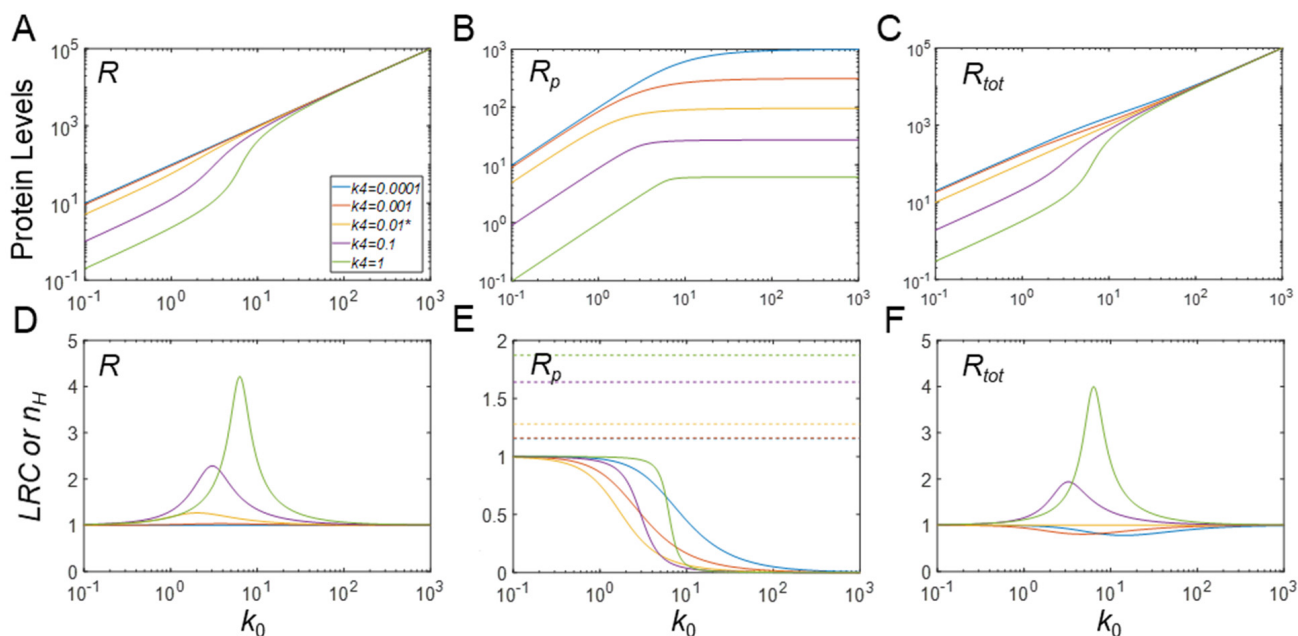 A
B
C
Protein Levels
R
R_p
R_tot
10^5
10^3
10^1
10^-1
k4=0.0001
k4=0.001
k4=0.01*
k4=0.1
k4=1
10^-1 10^0 10^1 10^2 10^3
10^3
10^2
10^1
10^0
10^-1
10^-1 10^0 10^1 10^2 10^3
10^5
10^3
10^1
10^-1
10^-1 10^0 10^1 10^2 10^3
D
E
F
LRC or n_H
R
R_p
R_tot
5
4
3
2
1
0
10^-1 10^0 10^1 10^2 10^3
k_0
2
1.5
1
0.5
0
10^-1 10^0 10^1 10^2 10^3
k_0
5
4
3
2
1
0
10^-1 10^0 10^1 10^2 10^3
k_0